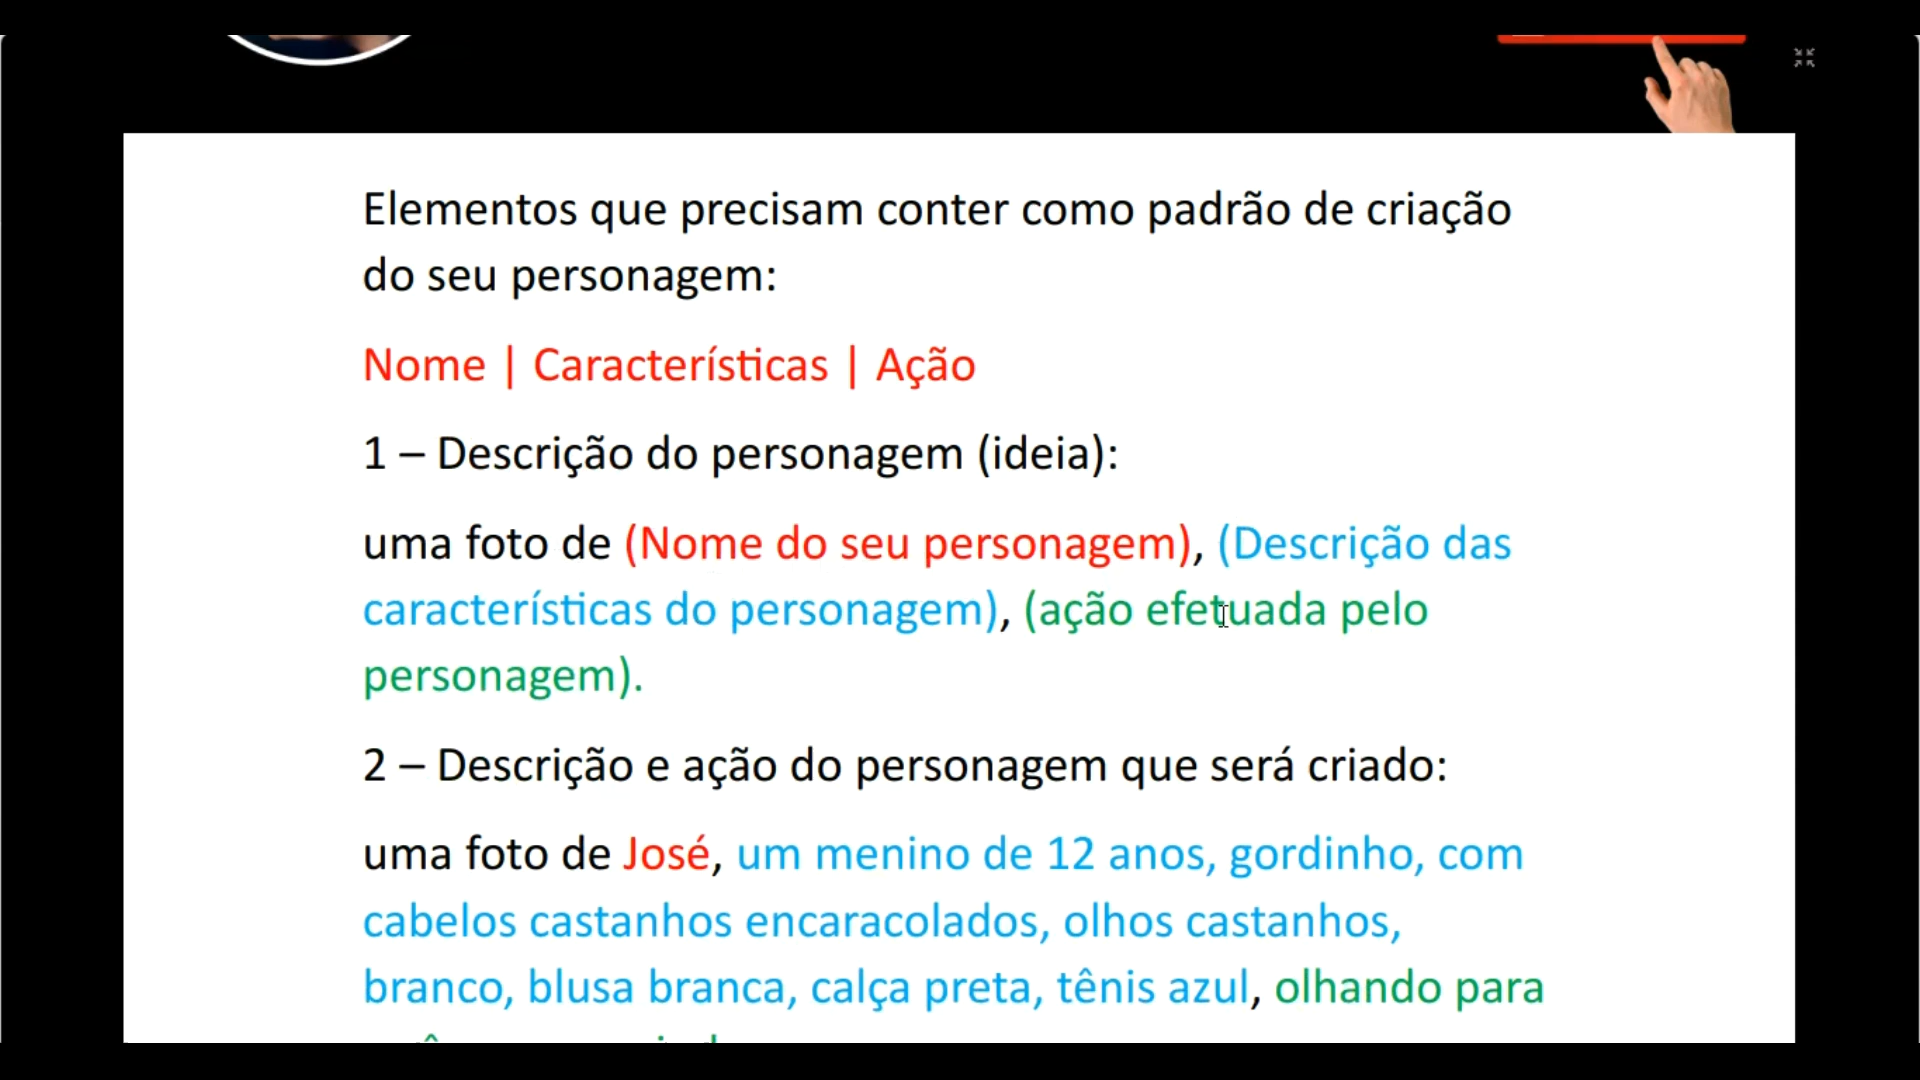 Elementos que precisam conter como padrão de criação
do seu personagem:
Nome | Características | Ação
1 – Descrição do personagem (ideia):
uma foto de (Nome do seu personagem), (Descrição das
características do personagem), (ação efetuada pelo
personagem).
2 – Descrição e ação do personagem que será criado:
uma foto de José, um menino de 12 anos, gordinho, com
cabelos castanhos encaracolados, olhos castanhos,
branco, blusa branca, calça preta, tênis azul, olhando para